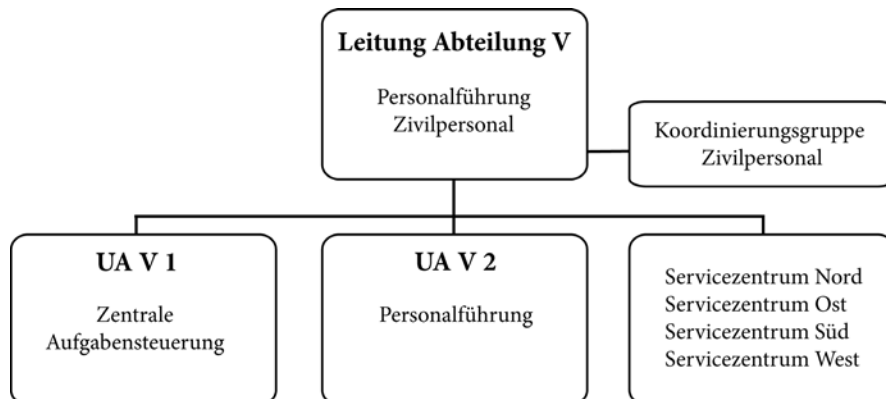 Leitung Abteilung V
Personalführung
Zivilpersonal
Koordinierungsgruppe
Zivilpersonal
UA V 1
Zentrale
Aufgabensteuerung
UA V 2
Personalführung
Servicezentrum Nord
Servicezentrum Ost
Servicezentrum Süd
Servicezentrum West